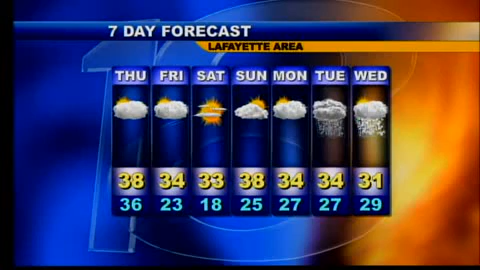 7 DAY FORECAST
LAFAYETTE AREA
THU FRI SAT SUN MON TUE WED
38 34 33 38 34 34 31
36 23 18 25 27 27 29